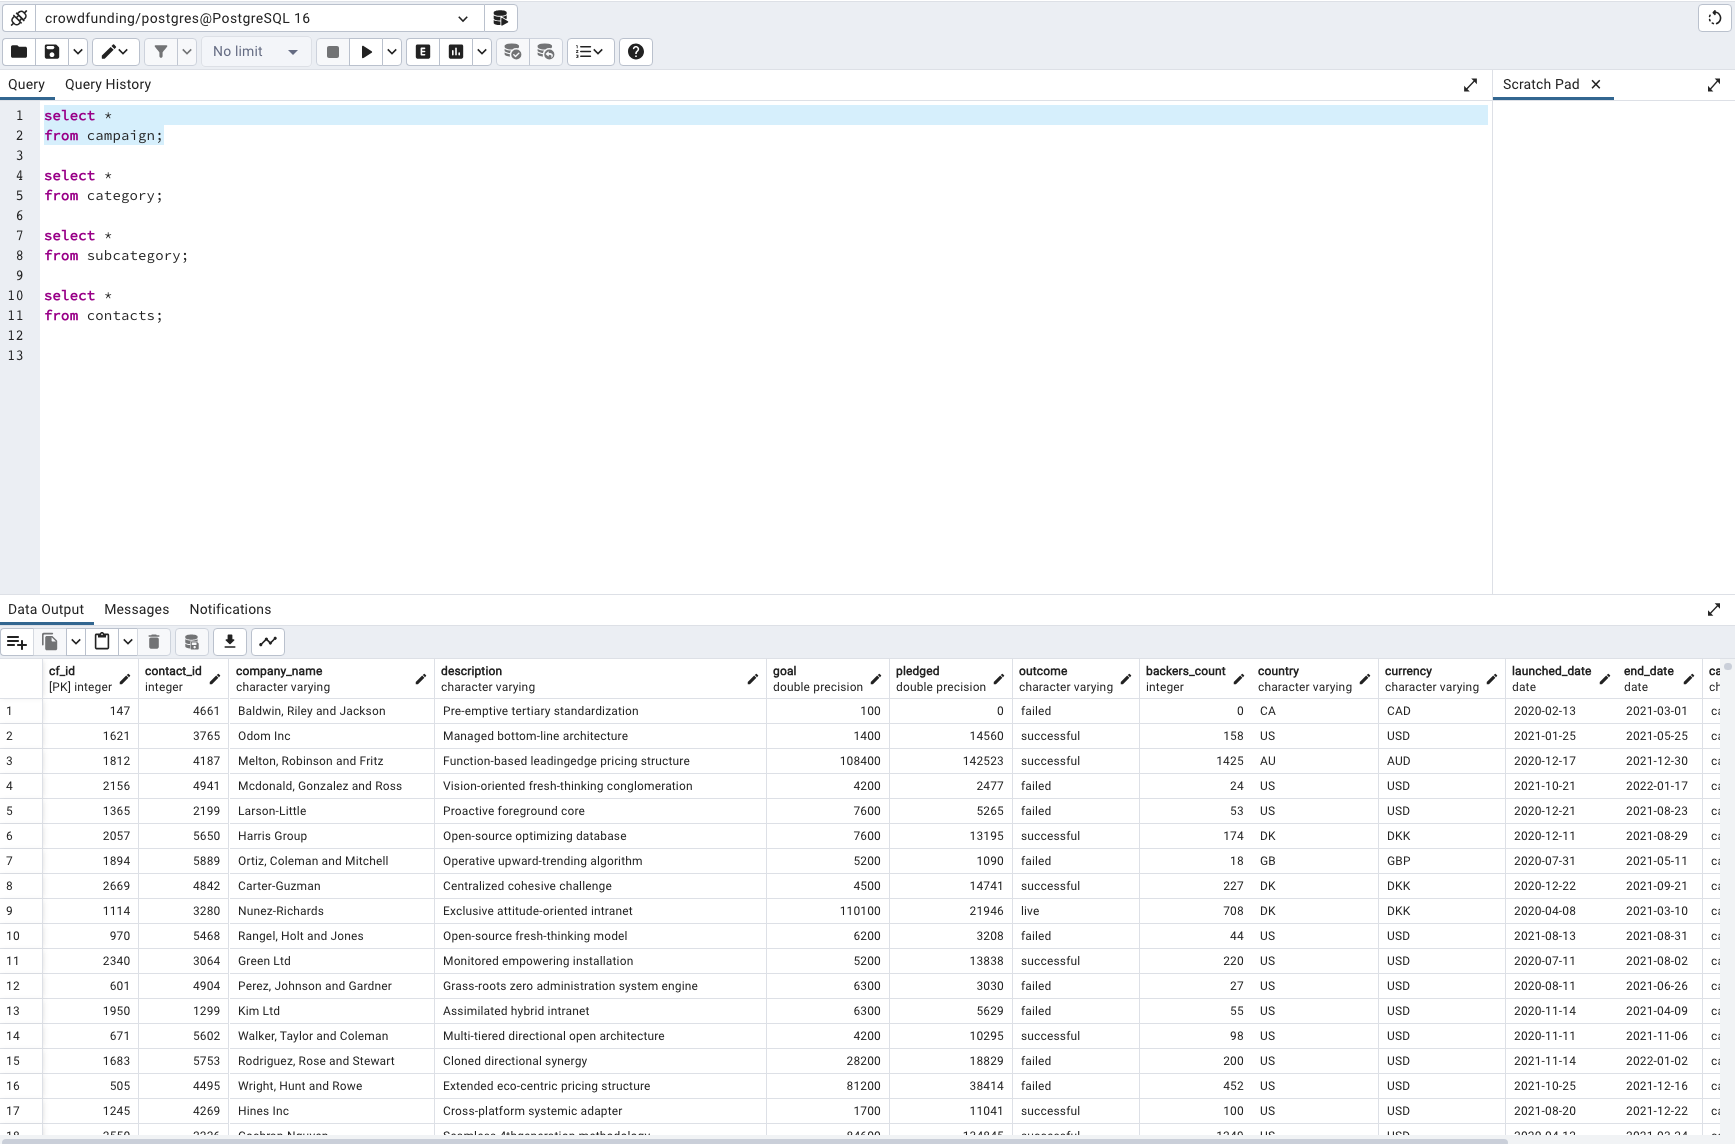 crowdfunding/postgres@PostgreSQL 16
No limit
Query Query History Scratch Pad
1 select *
2 from campaign;
3
4 select *
5 from category;
6
7 select *
8 from subcategory;
9
10 select *
11 from contacts;
12
13
Data Output Messages Notifications
cf_id contact_id company_name description goal pledged outcome backers_count country currency launched_date end_date ca
[PK] integer integer character varying character varying double precision double precision character varying integer character varying character varying date date ch
1 147 4661 Baldwin, Riley and Jackson Pre-emptive tertiary standardization 100 0 failed 0 CA CAD 2020-02-13 2021-03-01 ca
2 1621 3765 Odom Inc Managed bottom-line architecture 1400 14560 successful 158 US USD 2021-01-25 2021-05-25 ca
3 1812 4187 Melton, Robinson and Fritz Function-based leadingedge pricing structure 108400 142523 successful 1425 AU AUD 2020-12-17 2021-12-30 ca
4 2156 4941 Mcdonald, Gonzalez and Ross Vision-oriented fresh-thinking conglomeration 4200 2477 failed 24 US USD 2021-10-21 2022-01-17 ca
5 1365 2199 Larson-Little Proactive foreground core 7600 5265 failed 53 US USD 2020-12-21 2021-08-23 ca
6 2057 5650 Harris Group Open-source optimizing database 7600 13195 successful 174 DK DKK 2020-12-11 2021-08-29 ca
7 1894 5889 Ortiz, Coleman and Mitchell Operative upward-trending algorithm 5200 1090 failed 18 GB GBP 2020-07-31 2021-05-11 ca
8 2669 4842 Carter-Guzman Centralized cohesive challenge 4500 14741 successful 227 DK DKK 2020-12-22 2021-09-21 ca
9 1114 3280 Nunez-Richards Exclusive attitude-oriented intranet 110100 21946 live 708 DK DKK 2020-04-08 2021-03-10 ca
10 970 5468 Rangel, Holt and Jones Open-source fresh-thinking model 6200 3208 failed 44 US USD 2021-08-13 2021-08-31 ca
11 2340 3064 Green Ltd Monitored empowering installation 5200 13838 successful 220 US USD 2020-07-11 2021-08-02 ca
12 601 4904 Perez, Johnson and Gardner Grass-roots zero administration system engine 6300 3030 failed 27 US USD 2020-08-11 2021-06-26 ca
13 1950 1299 Kim Ltd Assimilated hybrid intranet 6300 5629 failed 55 US USD 2020-11-14 2021-04-09 ca
14 671 5602 Walker, Taylor and Coleman Multi-tiered directional open architecture 4200 10295 successful 98 US USD 2020-11-11 2021-11-06 ca
15 1683 5753 Rodriguez, Rose and Stewart Cloned directional synergy 28200 18829 failed 200 US USD 2021-11-14 2022-01-02 ca
16 505 4495 Wright, Hunt and Rowe Extended eco-centric pricing structure 81200 38414 failed 452 US USD 2021-10-25 2021-12-16 ca
17 1245 4269 Hines Inc Cross-platform systemic adapter 1700 11041 successful 100 US USD 2021-08-20 2021-12-22 ca